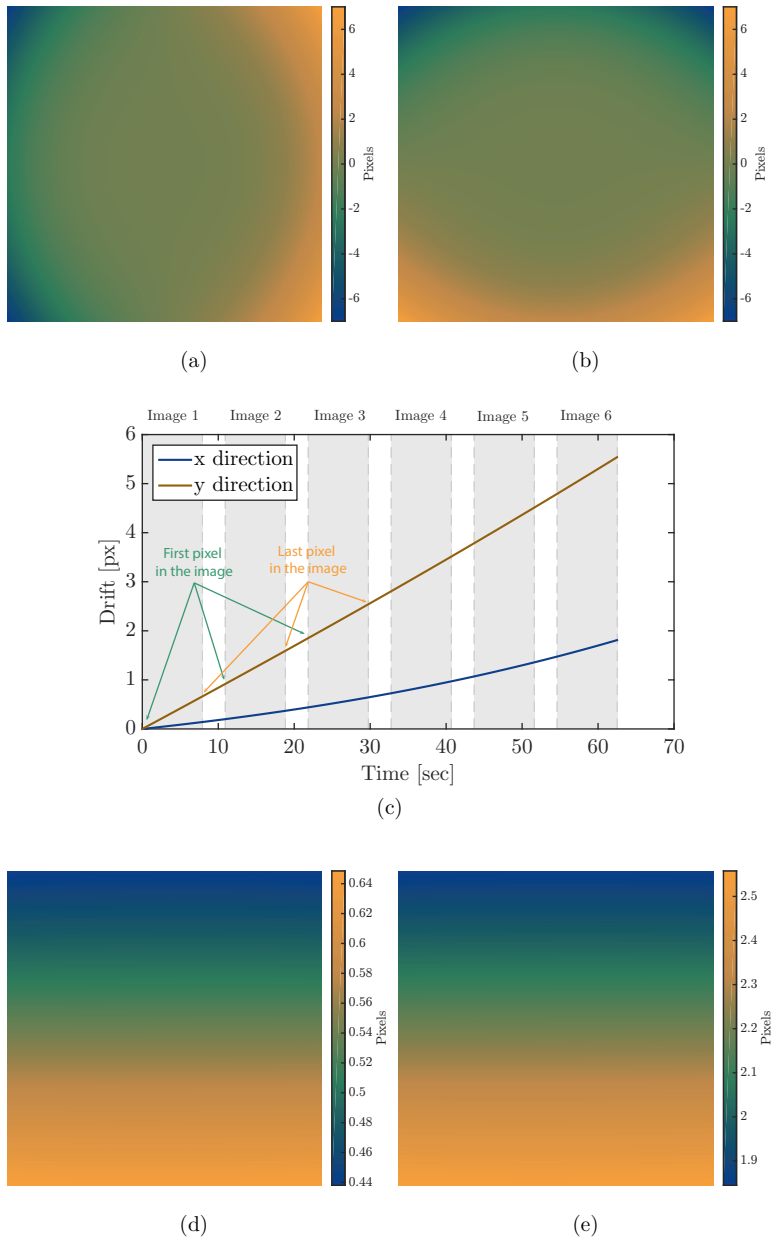 6
4
2
0
-2
-4
-6
Pixels
6
4
2
0
-2
-4
-6
Pixels
(a)
(b)
Image 1 Image 2 Image 3 Image 4 Image 5 Image 6
6
5
4
3
2
1
0
Drift [px]
x direction
y direction
First pixel
in the image
Last pixel
in the image
0 10 20 30 40 50 60 70
Time [sec]
(c)
0.64
0.62
0.6
0.58
0.56
0.54
0.52
0.5
0.48
0.46
0.44
Pixels
2.5
2.4
2.3
2.2
2.1
2
1.9
Pixels
(d)
(e)